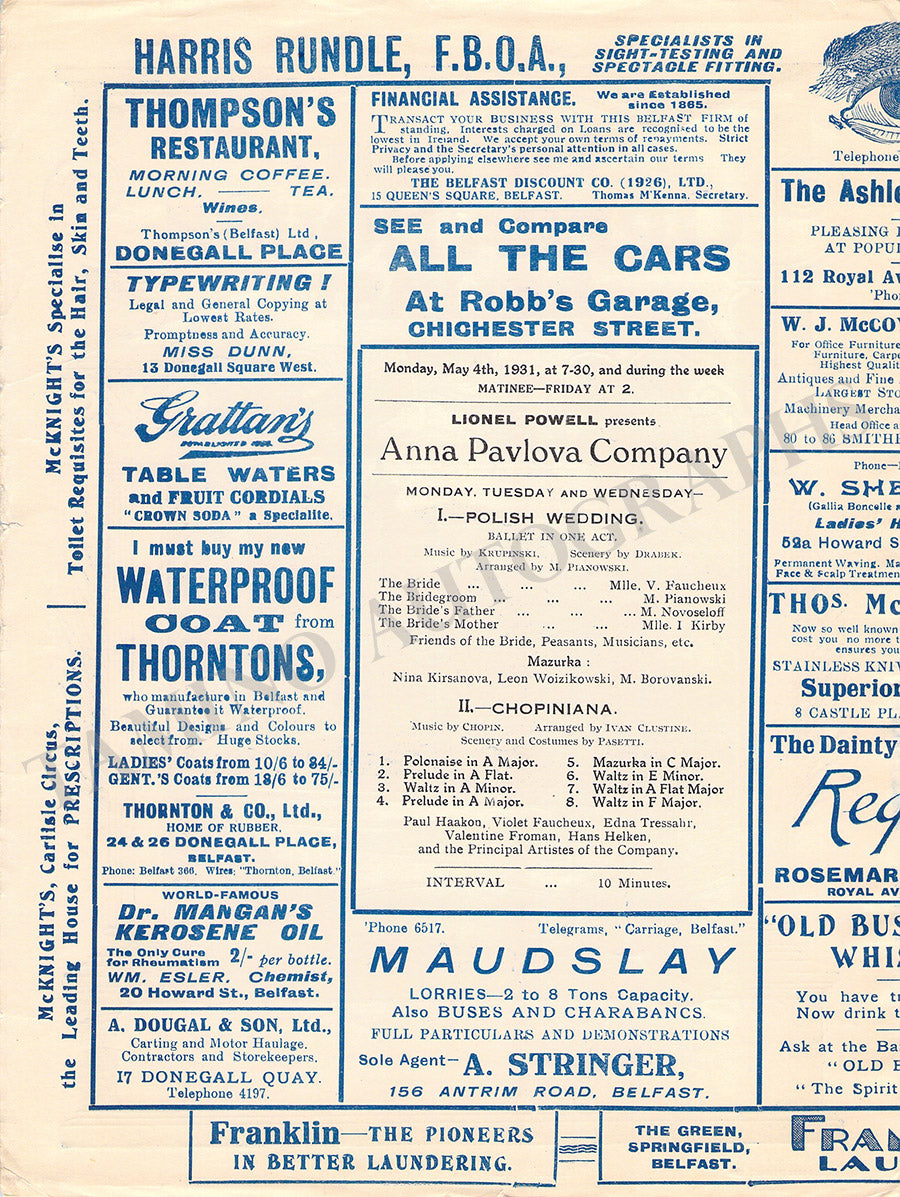 HARRIS RUNDLE, F.B.O.A.,
SPECIALISTS IN
SIGHT-TESTING AND
SPECTACLE FITTING.
McKNIGHT'S Specialise in
Toilet Requisites for the Hair, Skin and Teeth.
McKNIGHT'S, Carlisle Circus,
the Leading House for PRESCRIPTIONS.
THOMPSON'S
RESTAURANT,
MORNING COFFEE.
LUNCH. —— TEA.
Wines.
Thompson's (Belfast) Ltd,
DONEGALL PLACE
TYPEWRITING!
Legal and General Copying at
Lowest Rates.
Promptness and Accuracy.
MISS DUNN,
13 Donegall Square West.
Grattan's
TABLE WATERS
and FRUIT CORDIALS
"CROWN SODA" a Specialite.
I must buy my new
WATERPROOF
COAT from
THORNTONS,
who manufacture in Belfast and
Guarantee it Waterproof.
Beautiful Designs and Colours to
select from. Huge Stocks.
LADIES' Coats from 10/6 to 84/-
GENT.'S Coats from 18/6 to 75/-
THORNTON & CO., Ltd.,
HOME OF RUBBER,
24 & 26 DONEGALL PLACE,
BELFAST.
Phone: Belfast 366. Wires: "Thornton, Belfast."
WORLD-FAMOUS
Dr. MANGAN'S
KEROSENE OIL
The Only Cure
for Rheumatism 2/- per bottle.
WM. ESLER, Chemist,
20 Howard St., Belfast.
A. DOUGAL & SON, Ltd.,
Carting and Motor Haulage.
Contractors and Storekeepers.
17 DONEGALL QUAY.
Telephone 4197.
FINANCIAL ASSISTANCE. We are Established
since 1865.
TRANSACT YOUR BUSINESS WITH THIS BELFAST FIRM of
standing. Interests charged on Loans are recognised to be the
lowest in Ireland. We accept your own terms of repayments. Strict
Privacy and the Secretary's personal attention in all cases.
Before applying elsewhere see me and ascertain our terms They
will please you.
THE BELFAST DISCOUNT CO. (1926), LTD.,
15 QUEEN'S SQUARE, BELFAST. Thomas M'Kenna, Secretary.
SEE and Compare
ALL THE CARS
At Robb's Garage,
CHICHESTER STREET.
Monday, May 4th, 1931, at 7-30, and during the week
MATINEE—FRIDAY AT 2.
LIONEL POWELL presents
Anna Pavlova Company
MONDAY, TUESDAY AND WEDNESDAY—
I.—POLISH WEDDING.
BALLET IN ONE ACT.
Music by KRUPINSKI. Scenery by DRABEK.
Arranged by M. PIANOWSKI.
The Bride ... ... ... Mlle. V. Faucheux
The Bridegroom ... ... ... M. Pianowski
The Bride's Father ... ... ... M. Novoseloff
The Bride's Mother ... ... Mlle. I Kirby
Friends of the Bride, Peasants, Musicians, etc.
Mazurka:
Nina Kirsanova, Leon Woizikowski, M. Borovanski.
II.—CHOPINIANA.
Music by CHOPIN. Arranged by IVAN CLUSTINE.
Scenery and Costumes by PASETTI.
1. Polonaise in A Major.
2. Prelude in A Flat.
3. Waltz in A Minor.
4. Prelude in A Major.
5. Mazurka in C Major.
6. Waltz in E Minor.
7. Waltz in A Flat Major
8. Waltz in F Major.
Paul Haakon, Violet Faucheux, Edna Tressahr,
Valentine Froman, Hans Helken,
and the Principal Artistes of the Company.
INTERVAL ... 10 Minutes.
'Phone 6517. Telegrams, "Carriage, Belfast."
MAUDSLAY
LORRIES—2 to 8 Tons Capacity.
Also BUSES AND CHARABANCS.
FULL PARTICULARS AND DEMONSTRATIONS
Sole Agent— A. STRINGER,
156 ANTRIM ROAD, BELFAST.
Telephone
The Ashle
PLEASING
AT POPU
112 Royal Av
'Pho
W. J. McCOY
For Office Furniture
Furniture, Carpe
Highest Qualit
Antiques and Fine
LARGEST STO
Machinery Mercha
Head Office a
80 to 86 SMITHF
Phone—
W. SHE
(Gallia Boncelle
Ladies' H
52a Howard S
Permanent Waving, Ma
Face & Scalp Treatmen
THOS. Mc
Now so well known
cost you no more t
ensures you
STAINLESS KNIV
Superior
8 CASTLE PLA
The Dainty
Reg
ROSEMAR
ROYAL AV
"OLD BUS
WHIS
You have tr
Now drink t
Ask at the Ba
"OLD B
"The Spirit
Franklin—THE PIONEERS
IN BETTER LAUNDERING.
THE GREEN,
SPRINGFIELD,
BELFAST.
FRAN
LAU
TAMINO AUTOGRAPHS